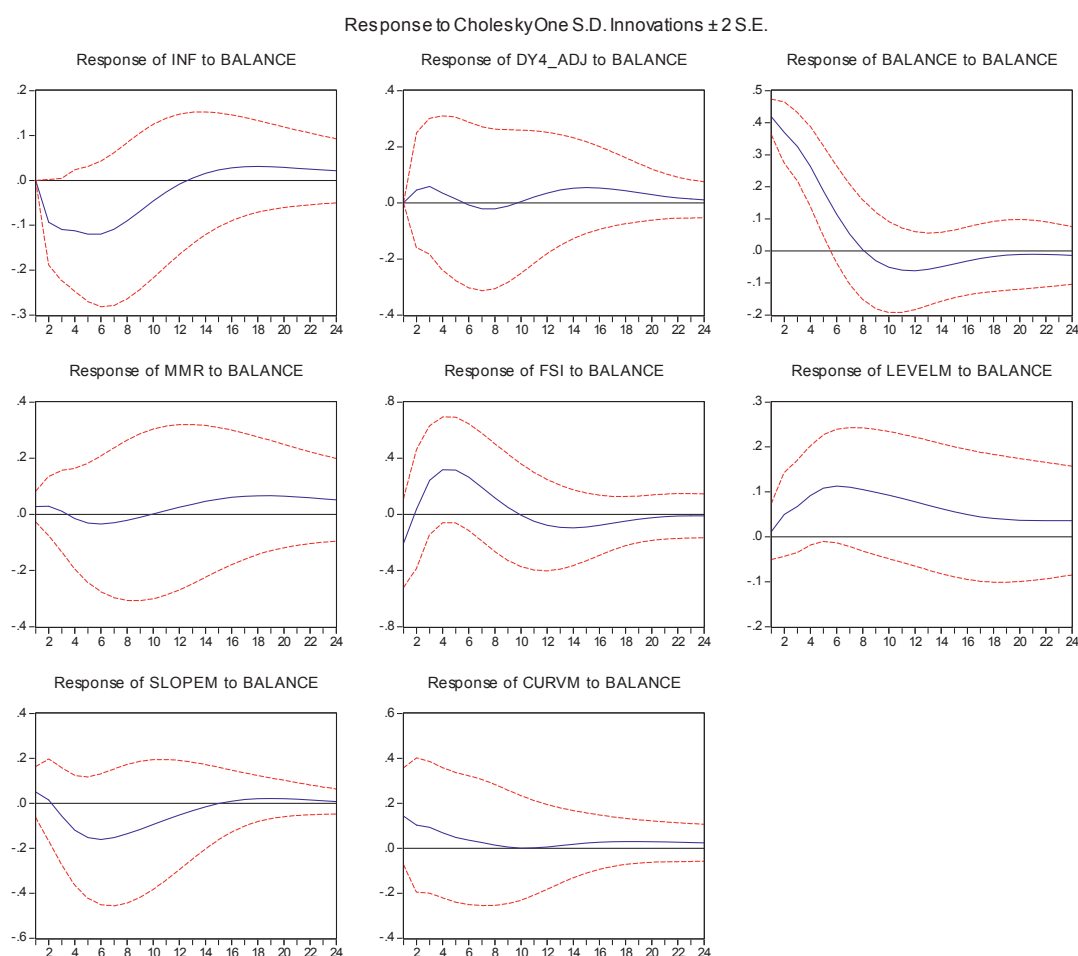 Response to Cholesky One S.D. Innovations ± 2 S.E.
Response of INF to BALANCE
.2
.1
.0
-.1
-.2
-.3
2 4 6 8 10 12 14 16 18 20 22 24
Response of DY4_ADJ to BALANCE
.4
.2
.0
-.2
-.4
2 4 6 8 10 12 14 16 18 20 22 24
Response of BALANCE to BALANCE
.5
.4
.3
.2
.1
.0
-.1
-.2
2 4 6 8 10 12 14 16 18 20 22 24
Response of MMR to BALANCE
.4
.2
.0
-.2
-.4
2 4 6 8 10 12 14 16 18 20 22 24
Response of FSI to BALANCE
.8
.4
.0
-.4
-.8
2 4 6 8 10 12 14 16 18 20 22 24
Response of LEVELM to BALANCE
.3
.2
.1
.0
-.1
-.2
2 4 6 8 10 12 14 16 18 20 22 24
Response of SLOPEM to BALANCE
.4
.2
.0
-.2
-.4
-.6
2 4 6 8 10 12 14 16 18 20 22 24
Response of CURVM to BALANCE
.6
.4
.2
.0
-.2
-.4
2 4 6 8 10 12 14 16 18 20 22 24